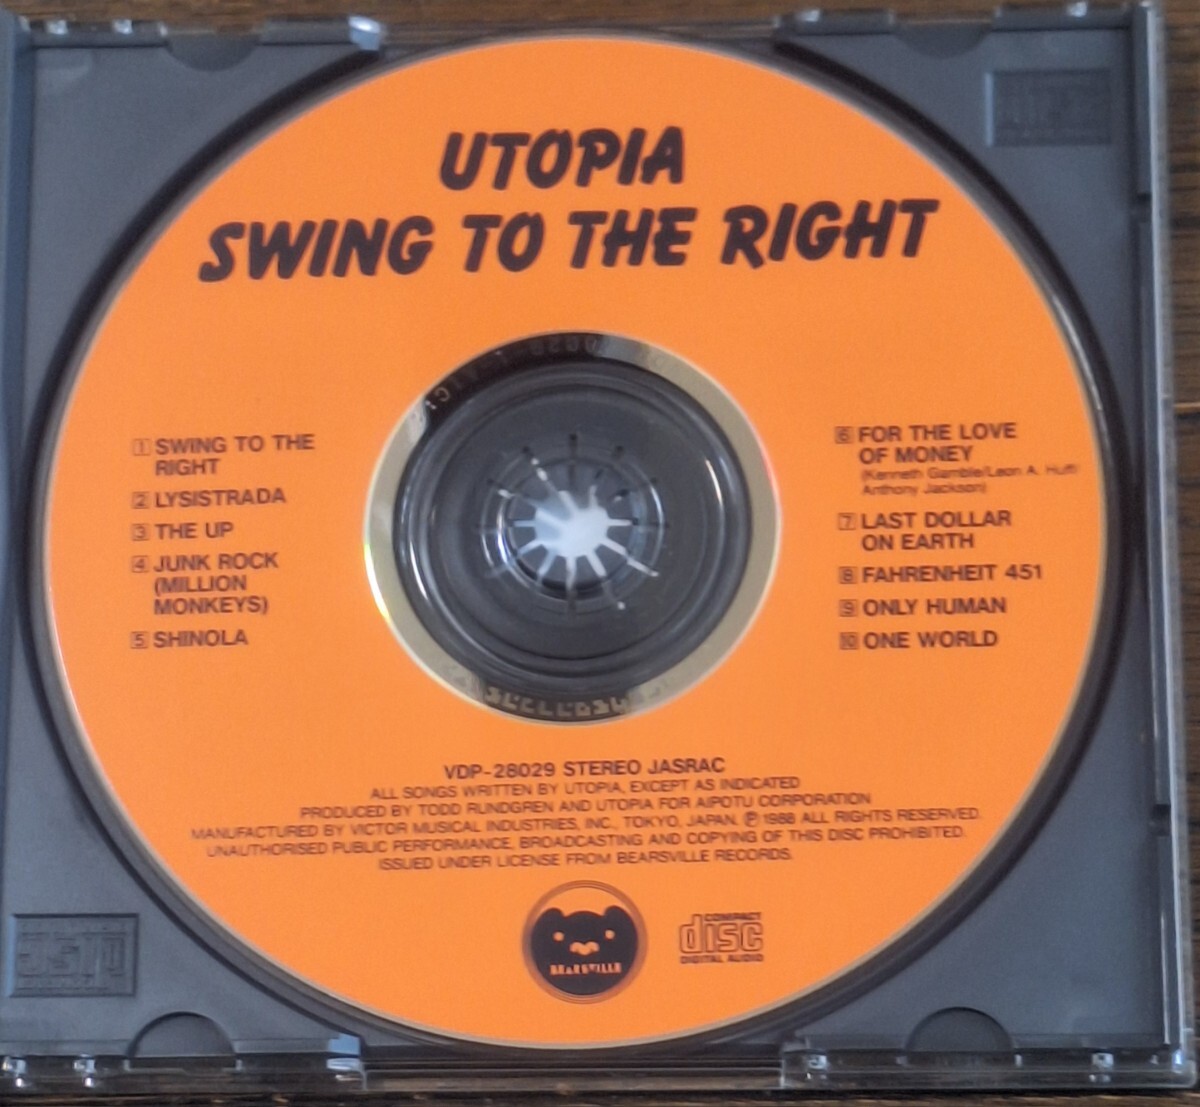 UTOPIA
SWING TO THE RIGHT
1 SWING TO THE
RIGHT
2 LYSISTRADA
3 THE UP
4 JUNK ROCK
(MILLION
MONKEYS)
5 SHINOLA
6 FOR THE LOVE
OF MONEY
(Kenneth Gamble/Leon A. Huff/
Anthony Jackson)
7 LAST DOLLAR
ON EARTH
8 FAHRENHEIT 451
9 ONLY HUMAN
10 ONE WORLD
VDP-28029 STEREO JASRAC
ALL SONGS WRITTEN BY UTOPIA, EXCEPT AS INDICATED
PRODUCED BY TODD RUNDGREN AND UTOPIA FOR AIPOTU CORPORATION
MANUFACTURED BY VICTOR MUSICAL INDUSTRIES, INC., TOKYO, JAPAN. ℗1988 ALL RIGHTS RESERVED.
UNAUTHORISED PUBLIC PERFORMANCE, BROADCASTING AND COPYING OF THIS DISC PROHIBITED.
ISSUED UNDER LICENSE FROM BEARSVILLE RECORDS.
BEARSVILLE
COMPACT
disc
DIGITAL AUDIO